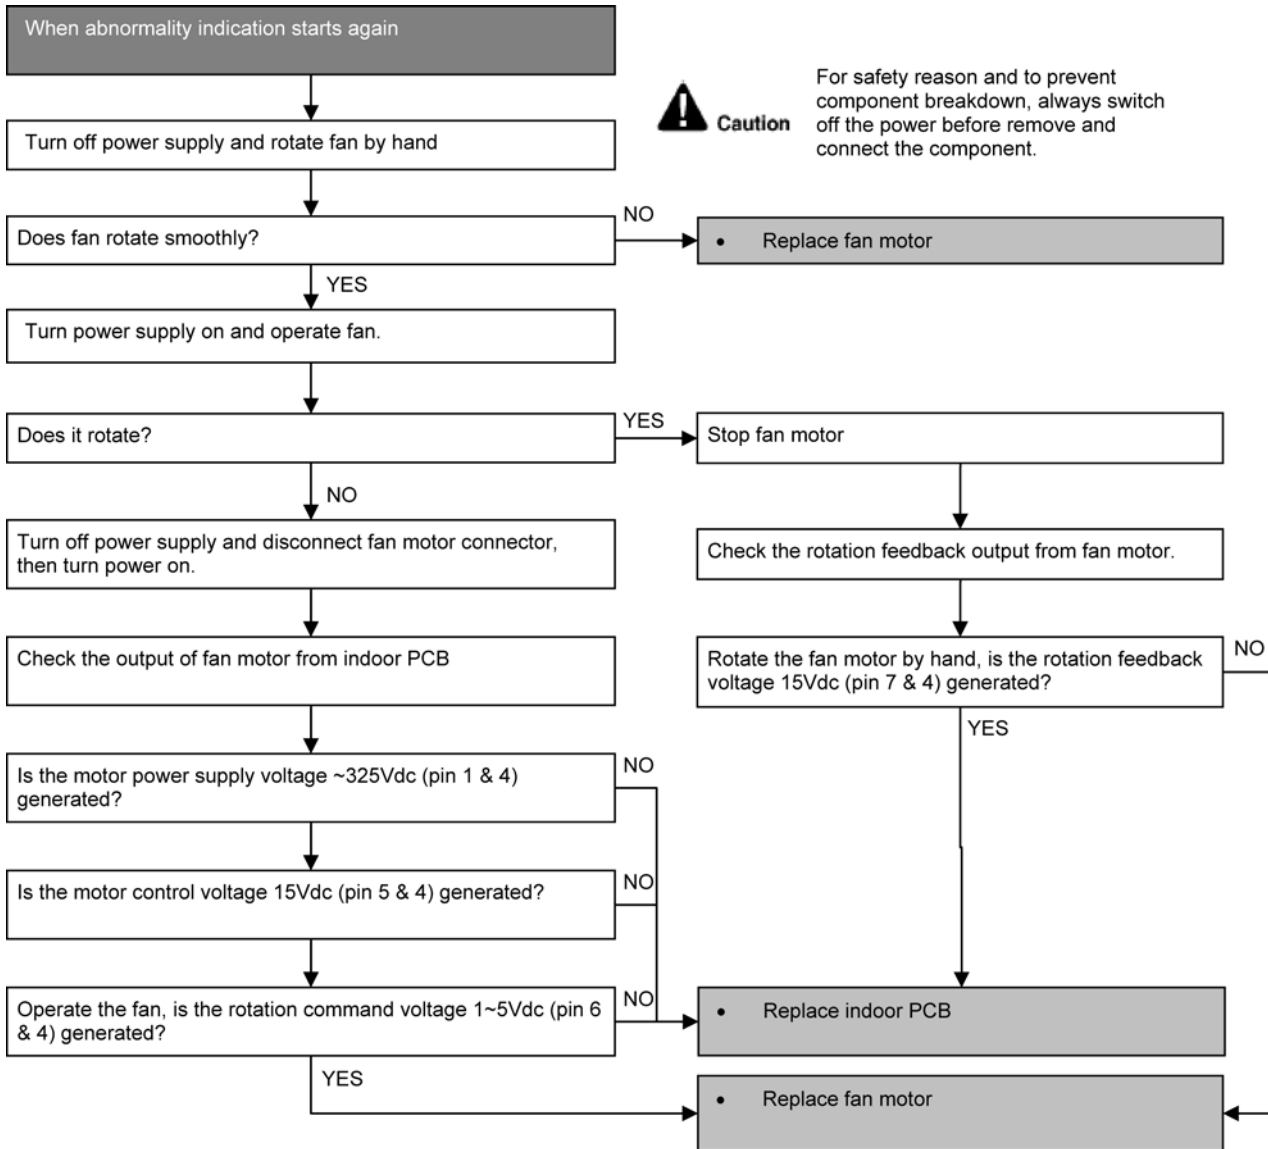 When abnormality indication starts again
For safety reason and to prevent
component breakdown, always switch
off the power before remove and
connect the component.
Caution
Turn off power supply and rotate fan by hand
Does fan rotate smoothly?
NO
• Replace fan motor
YES
Turn power supply on and operate fan.
Does it rotate?
YES
Stop fan motor
NO
Turn off power supply and disconnect fan motor connector,
then turn power on.
Check the rotation feedback output from fan motor.
Check the output of fan motor from indoor PCB
Rotate the fan motor by hand, is the rotation feedback
voltage 15Vdc (pin 7 & 4) generated?
NO
YES
Is the motor power supply voltage ~325Vdc (pin 1 & 4)
generated?
NO
Is the motor control voltage 15Vdc (pin 5 & 4) generated?
NO
Operate the fan, is the rotation command voltage 1~5Vdc (pin 6
& 4) generated?
NO
• Replace indoor PCB
YES
• Replace fan motor